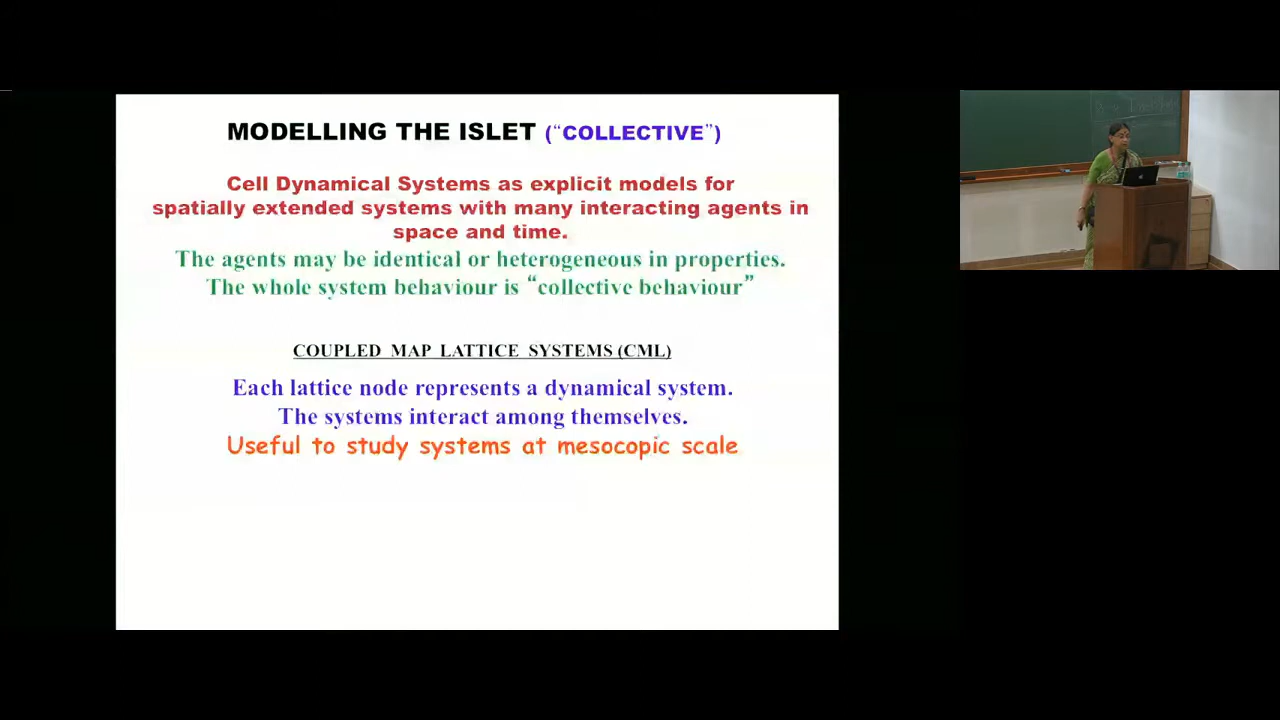 MODELLING THE ISLET (“COLLECTIVE”)
Cell Dynamical Systems as explicit models for
spatially extended systems with many interacting agents in
space and time.
The agents may be identical or heterogeneous in properties.
The whole system behaviour is “collective behaviour”
COUPLED MAP LATTICE SYSTEMS (CML)
Each lattice node represents a dynamical system.
The systems interact among themselves.
Useful to study systems at mesocopic scale